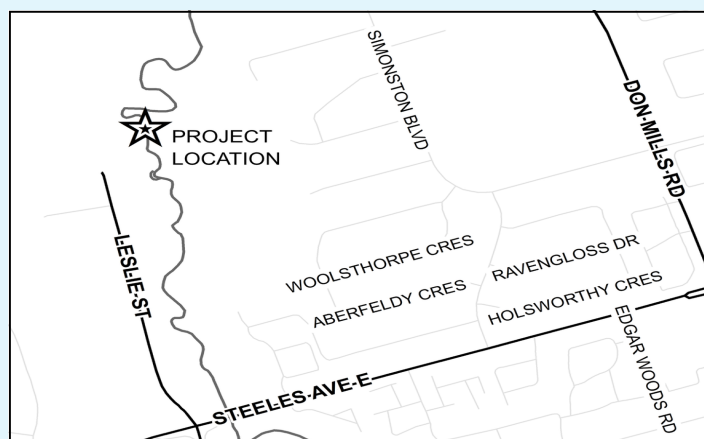 SIMONSTON BLVD
DON MILLS RD
PROJECT
LOCATION
LESLIE ST
WOOLSTHORPE CRES
RAVENGLOSS DR
ABERFELDY CRES
HOLSWORTHY CRES
EDGAR WOODS RD
STEELES AVE E